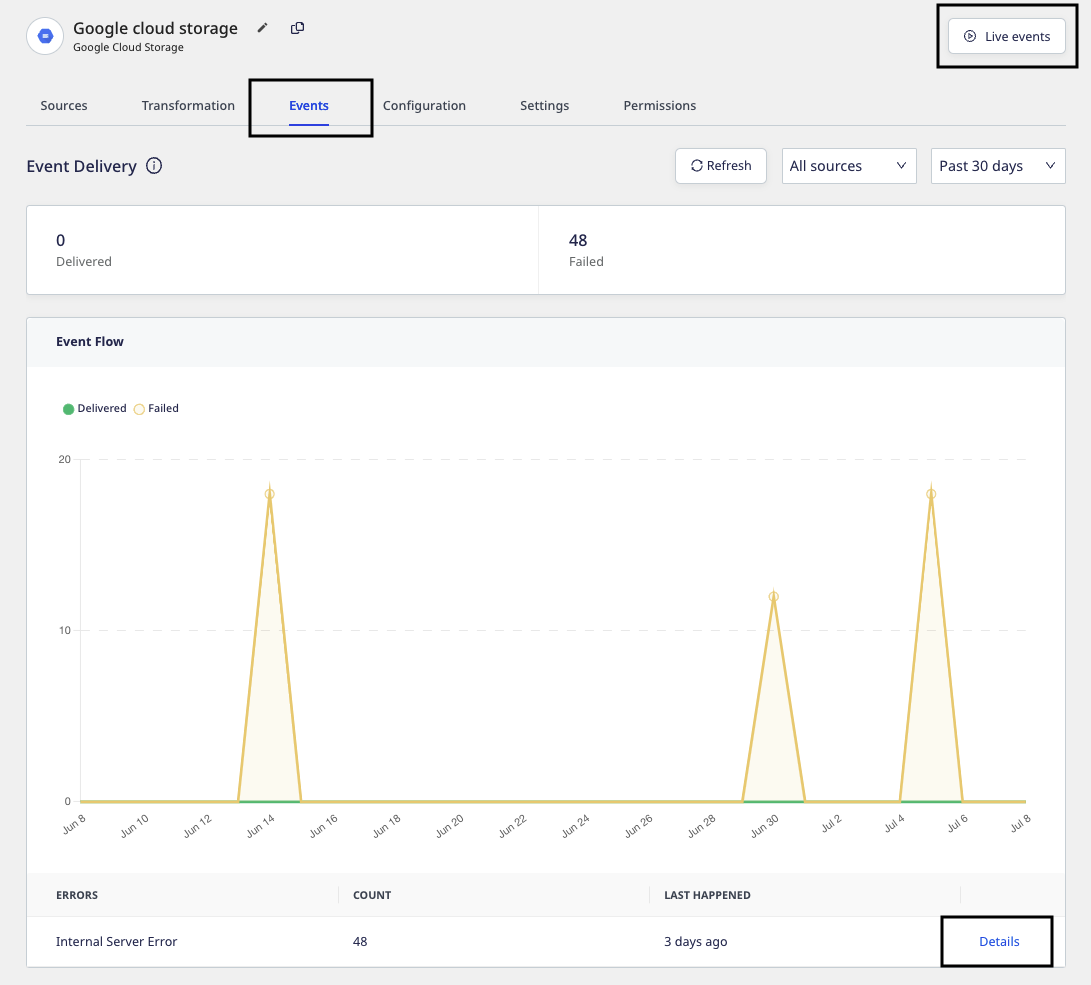 Google cloud storage
Google Cloud Storage
Live events
Sources Transformation Events Configuration Settings Permissions
Event Delivery
Refresh All sources Past 30 days
0
Delivered
48
Failed
Event Flow
Delivered Failed
20
10
0
Jun 8 Jun 10 Jun 12 Jun 14 Jun 16 Jun 18 Jun 20 Jun 22 Jun 24 Jun 26 Jun 28 Jun 30 Jul 2 Jul 4 Jul 6 Jul 8
ERRORS COUNT LAST HAPPENED
Internal Server Error 48 3 days ago Details